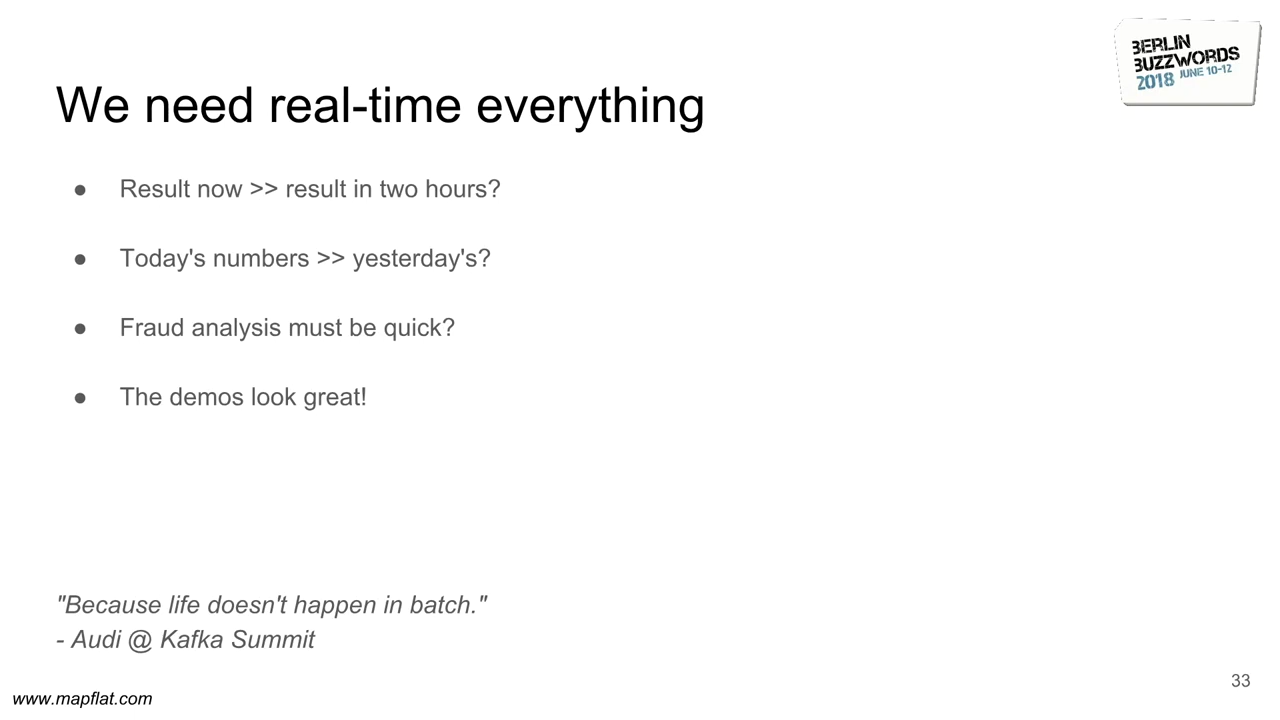 BERLIN
BUZZWORDS
2018 JUNE 10-12
We need real-time everything
● Result now >> result in two hours?
● Today's numbers >> yesterday's?
● Fraud analysis must be quick?
● The demos look great!
"Because life doesn't happen in batch."
- Audi @ Kafka Summit
33
www.mapflat.com